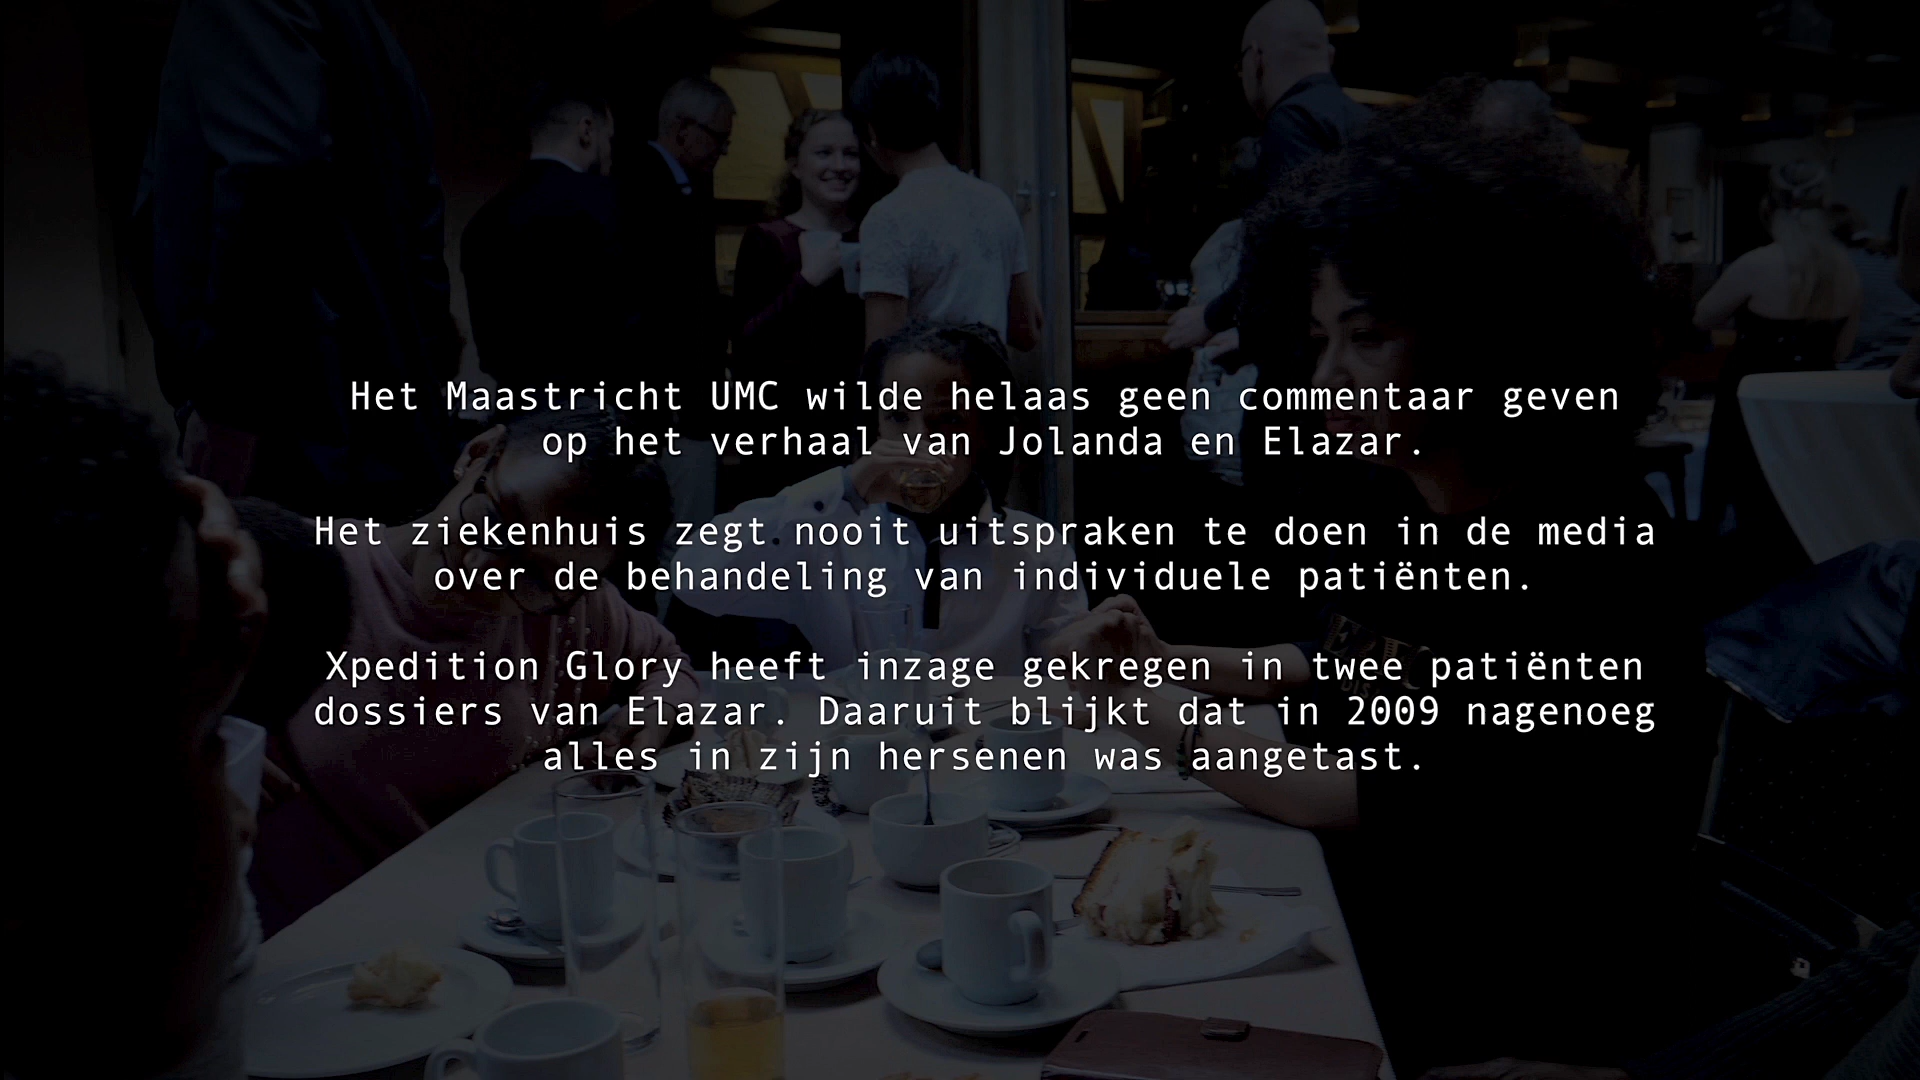 Het Maastricht UMC wilde helaas geen commentaar geven
op het verhaal van Jolanda en Elazar.
Het ziekenhuis zegt nooit uitspraken te doen in de media
over de behandeling van individuele patiënten.
Xpedition Glory heeft inzage gekregen in twee patiënten
dossiers van Elazar. Daaruit blijkt dat in 2009 nagenoeg
alles in zijn hersenen was aangetast.